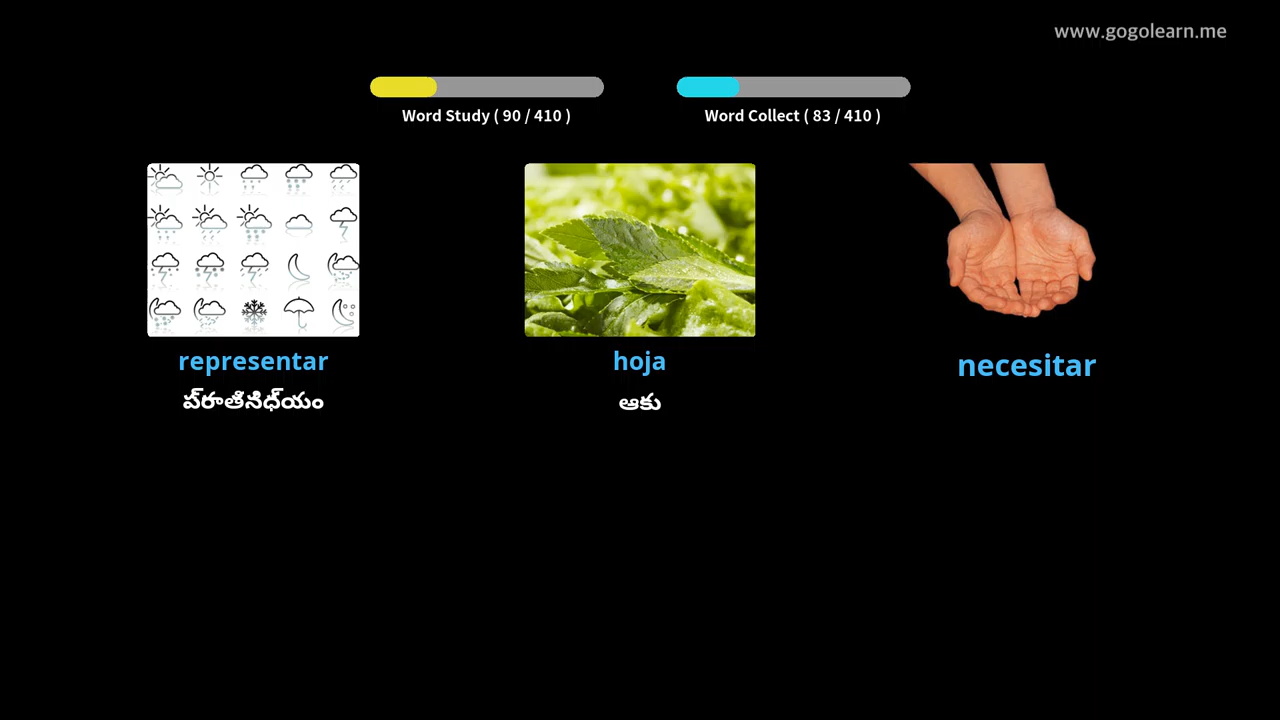 www.gogolearn.me
Word Study ( 90 / 410 )
Word Collect ( 83 / 410 )
representar
hoja
necesitar
ప్రాతినిధ్యం
ఆకు